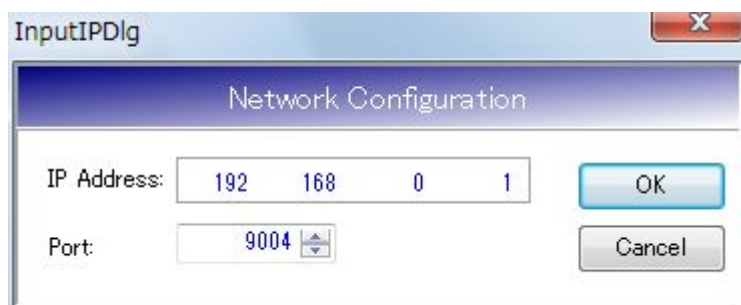 InputIPDlg
x
Network Configuration
IP Address: 192 168 0 1 OK
Port: 9004 Cancel